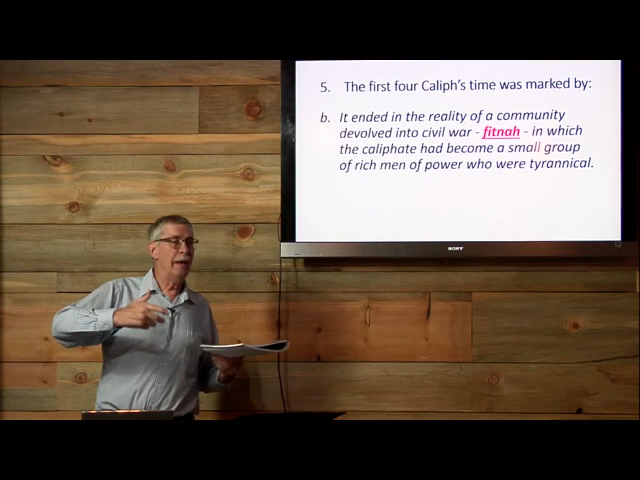 5. The first four Caliph's time was marked by:
b. It ended in the reality of a community
devolved into civil war - fitnah - in which
the caliphate had become a small group
of rich men of power who were tyrannical.
SONY